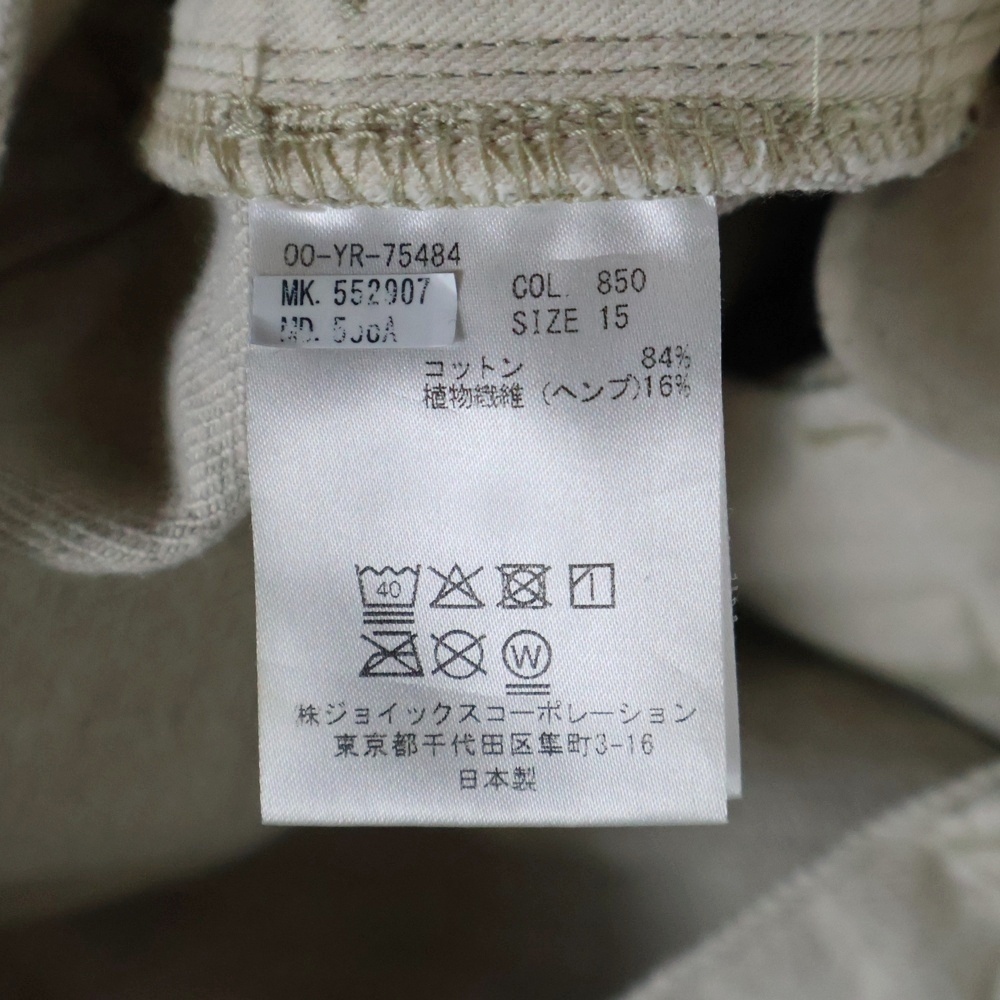 00-YR-75484
MK. 552907
MD.
COL. 850
SIZE 15
コットン 84%
植物繊維 (ヘンプ)16%
40
W
㈱ジョイックスコーポレーション
東京都千代田区隼町3-16
日本製